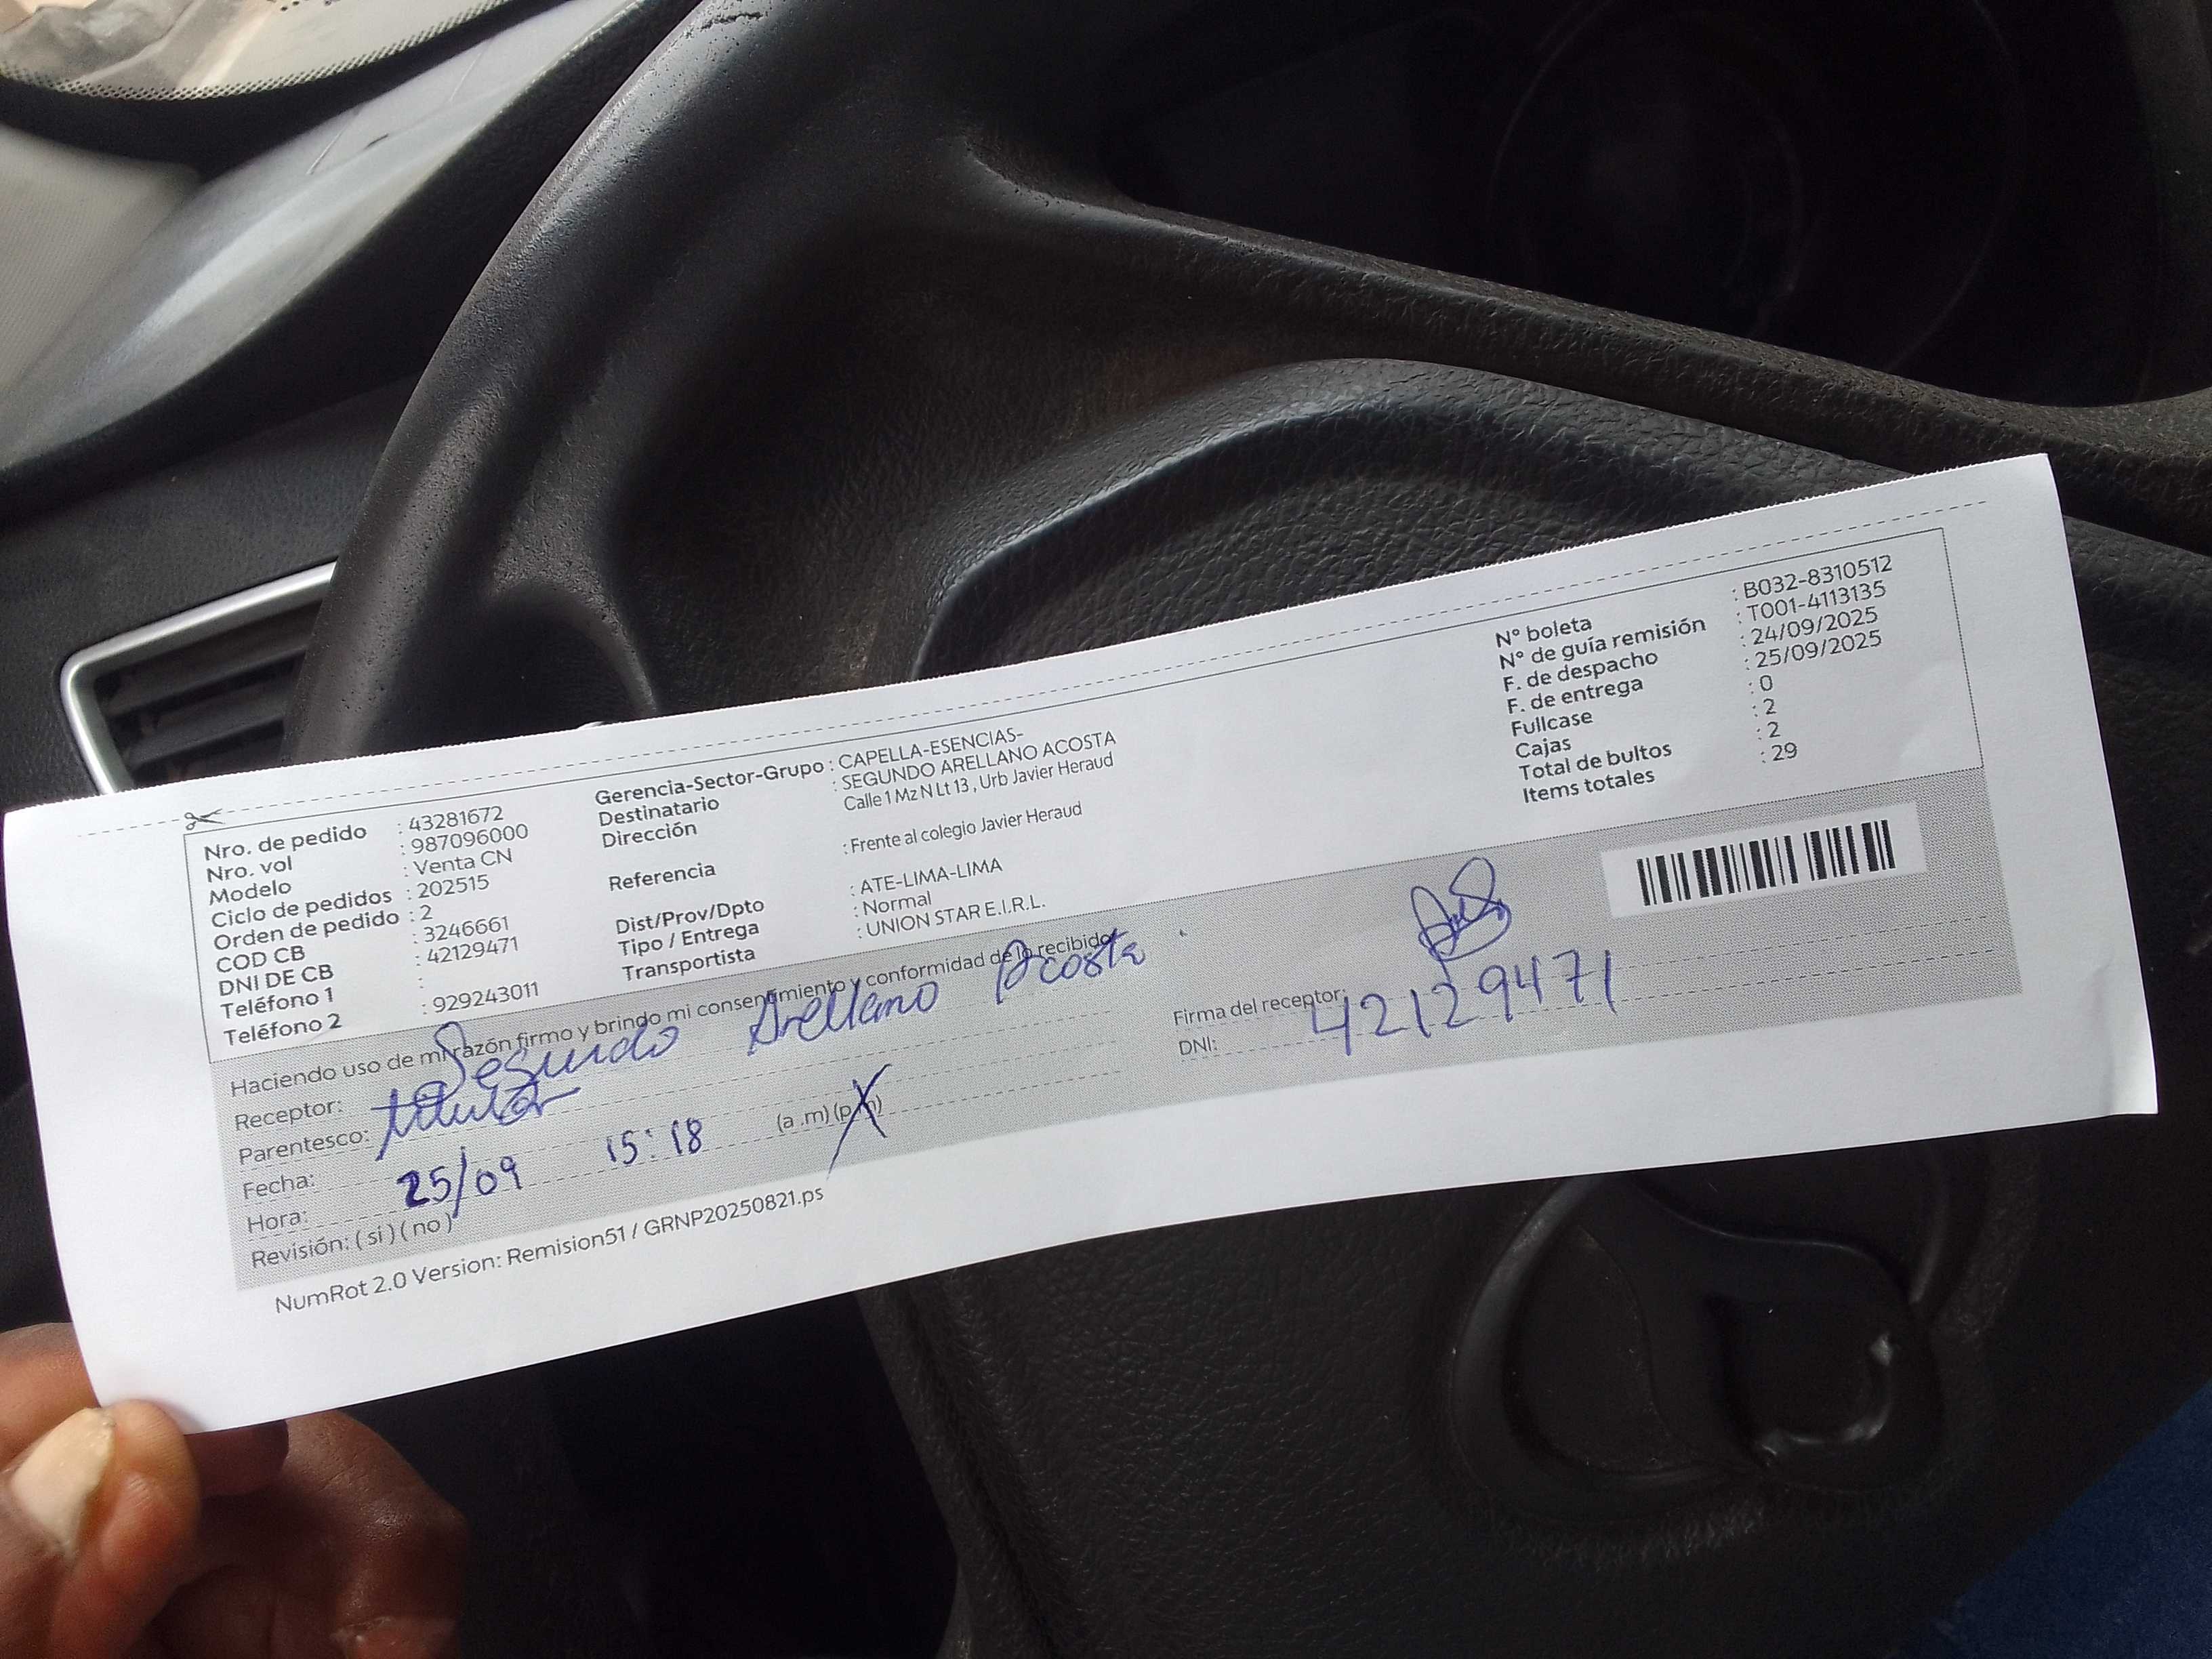 Nro. de pedido : 43281672
Nro. vol : 987096000
Modelo : Venta CN
Ciclo de pedidos : 202515
Orden de pedido : 2
COD CB : 3246661
DNI DE CB : 42129471
Teléfono 1 :
Teléfono 2 : 929243011
Gerencia-Sector-Grupo : CAPELLA-ESENCIAS-
Destinatario : SEGUNDO ARELLANO ACOSTA
Dirección Calle 1 Mz N Lt 13 , Urb Javier Heraud
Referencia : Frente al colegio Javier Heraud
Dist/Prov/Dpto : ATE-LIMA-LIMA
Tipo / Entrega : Normal
Transportista : UNION STAR E.I.R.L.
N° boleta : B032-8310512
N° de guía remisión : T001-4113135
F. de despacho : 24/09/2025
F. de entrega : 25/09/2025
Fullcase : 0
Cajas : 2
Total de bultos : 2
Items totales : 29
Haciendo uso de mi razón firmo y brindo mi consentimiento y conformidad de lo recibido
Receptor: Segundo Arellano Acosta
Parentesco: titular
Fecha: 25/09 15:18
Hora: (a .m) (p.m)
Revisión: ( si ) ( no )
Firma del receptor:
DNI: 42129471
NumRot 2.0 Version: Remision51 / GRNP20250821.ps